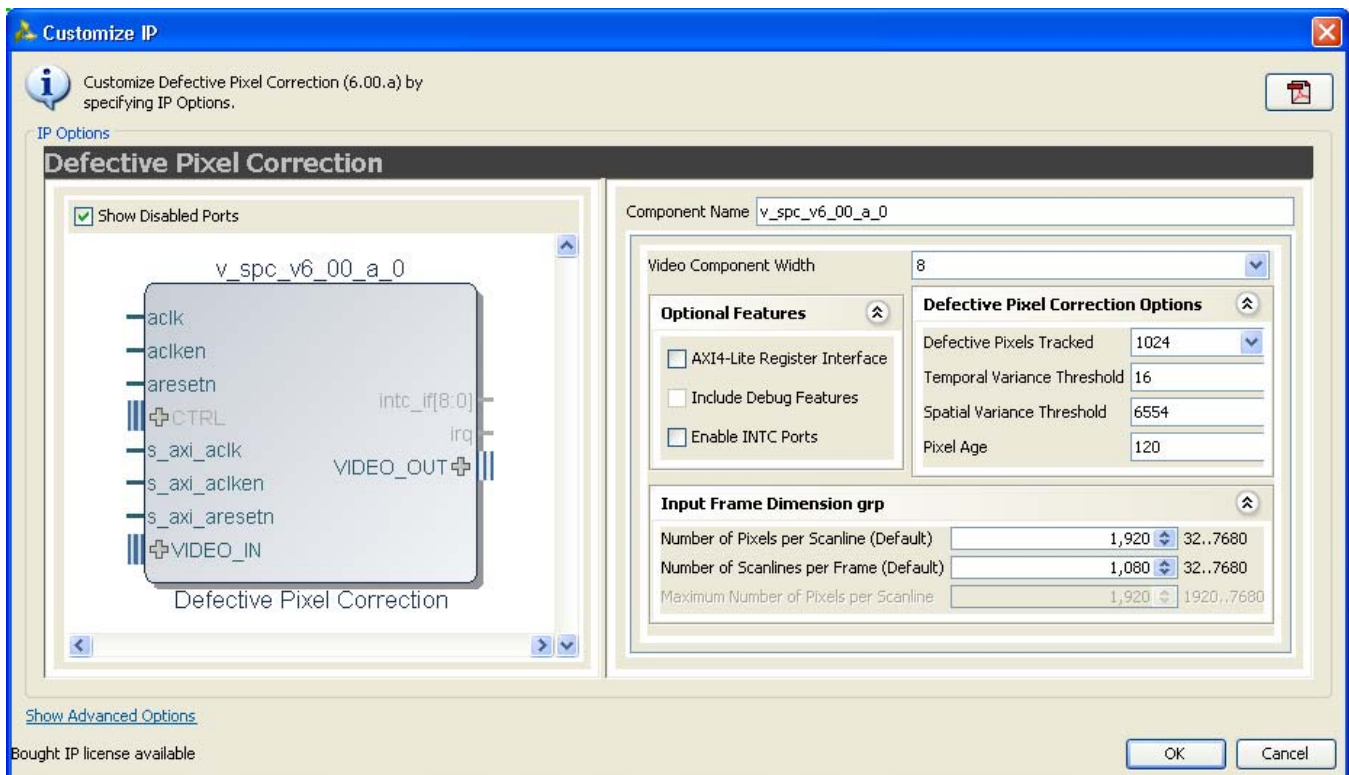 Customize IP
Customize Defective Pixel Correction (6.00.a) by
specifying IP Options.
IP Options
Defective Pixel Correction
Show Disabled Ports
v_spc_v6_00_a_0
aclk
aclken
aresetn
CTRL
s_axi_aclk
s_axi_aclken
s_axi_aresetn
VIDEO_IN
intc_if[8:0]
irq
VIDEO_OUT
Defective Pixel Correction
Component Name v_spc_v6_00_a_0
Video Component Width 8
Optional Features
AXI4-Lite Register Interface
Include Debug Features
Enable INTC Ports
Defective Pixel Correction Options
Defective Pixels Tracked 1024
Temporal Variance Threshold 16
Spatial Variance Threshold 6554
Pixel Age 120
Input Frame Dimension grp
Number of Pixels per Scanline (Default) 1,920 32..7680
Number of Scanlines per Frame (Default) 1,080 32..7680
Maximum Number of Pixels per Scanline 1,920 1920..7680
Show Advanced Options
Bought IP license available
OK
Cancel